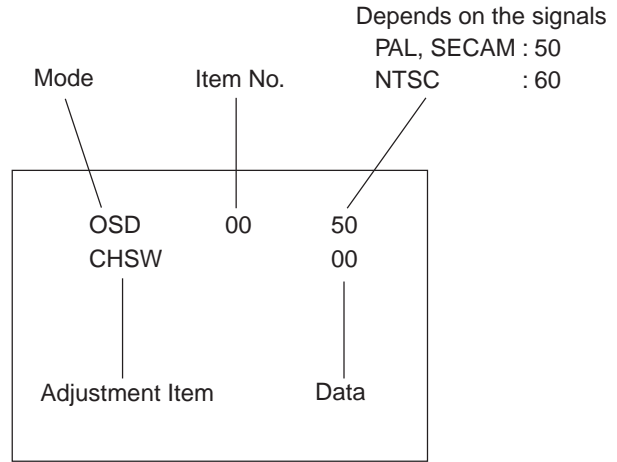 Depends on the signals
PAL, SECAM : 50
Mode Item No. NTSC : 60
OSD 00 50
CHSW 00
Adjustment Item Data